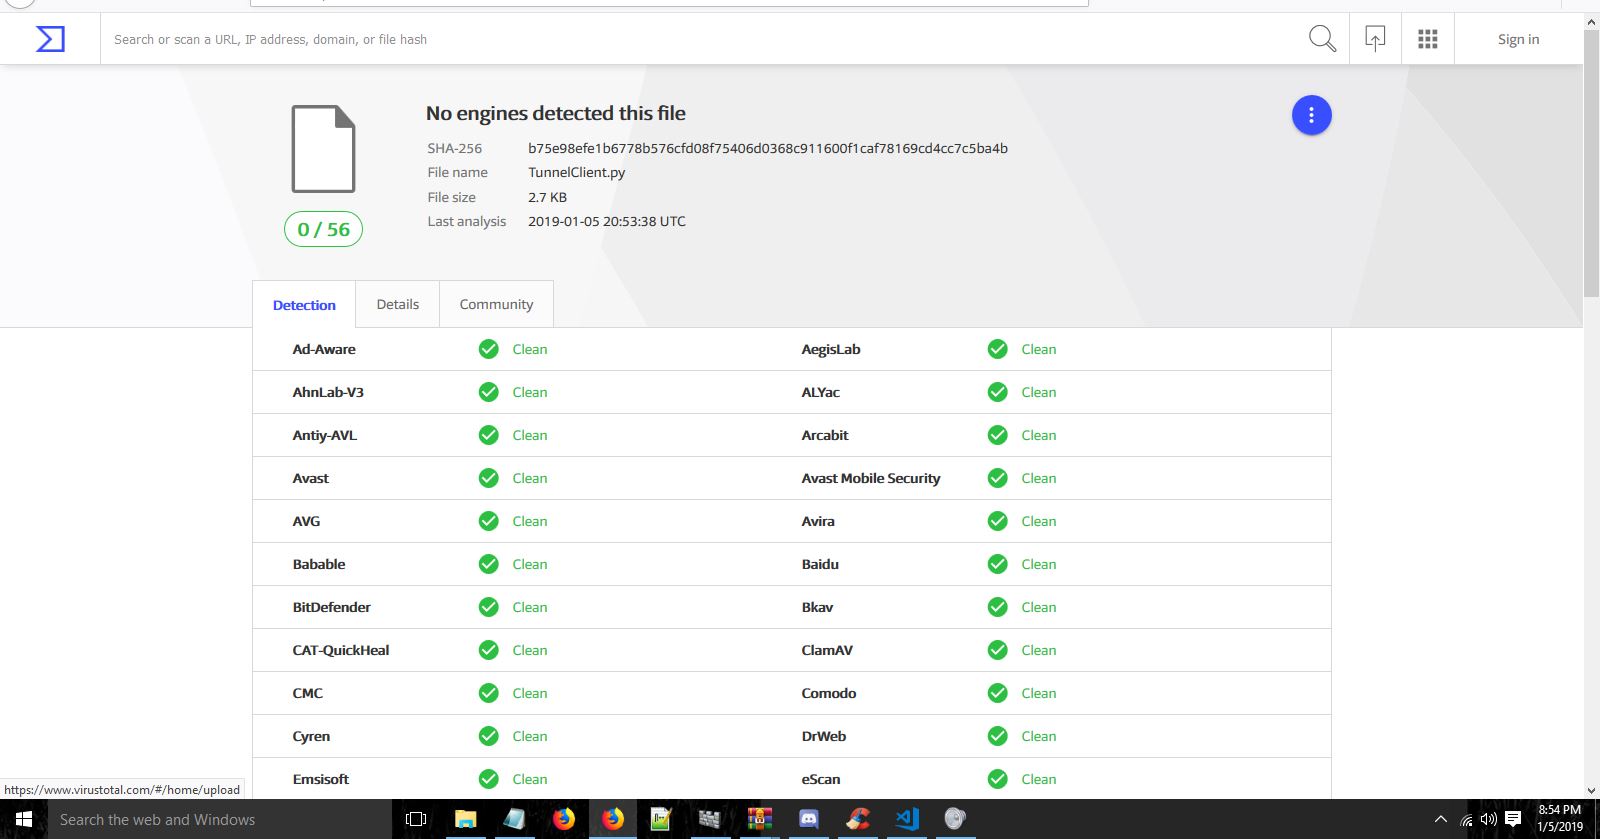 Search or scan a URL, IP address, domain, or file hash
Sign in
No engines detected this file
SHA-256 b75e98efe1b6778b576cfd08f75406d0368c911600f1caf78169cd4cc7c5ba4b
File name TunnelClient.py
File size 2.7 KB
Last analysis 2019-01-05 20:53:38 UTC
0 / 56
Detection Details Community
Ad-Aware Clean AegisLab Clean
AhnLab-V3 Clean ALYac Clean
Antiy-AVL Clean Arcabit Clean
Avast Clean Avast Mobile Security Clean
AVG Clean Avira Clean
Babable Clean Baidu Clean
BitDefender Clean Bkav Clean
CAT-QuickHeal Clean ClamAV Clean
CMC Clean Comodo Clean
Cyren Clean DrWeb Clean
Emsisoft Clean eScan Clean
https://www.virustotal.com/#/home/upload
Search the web and Windows
8:54 PM
1/5/2019